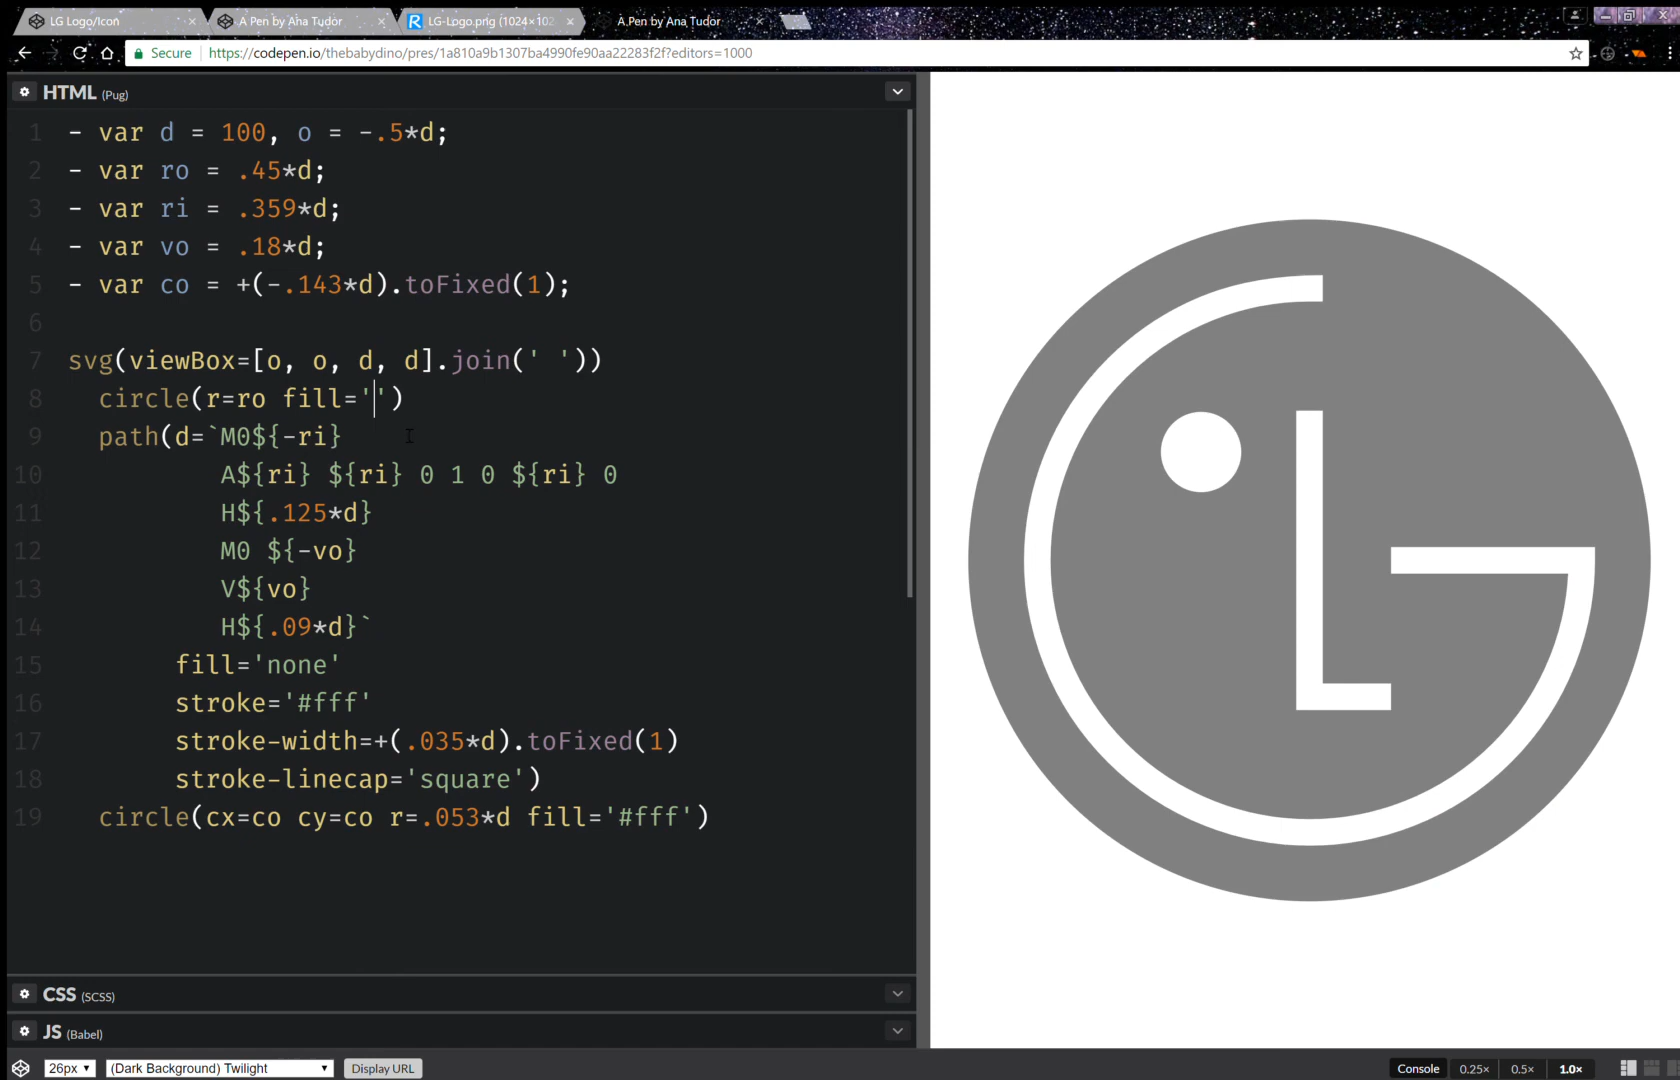 LG Logo/Icon
A Pen by Ana Tudor
LG-Logo.png (1024×102
A Pen by Ana Tudor
Secure
https://codepen.io/thebabydino/pres/1a810a9b1307ba4990fe90aa22283f2f?editors=1000
HTML (Pug)
1 - var d = 100, o = -.5*d;
2 - var ro = .45*d;
3 - var ri = .359*d;
4 - var vo = .18*d;
5 - var co = +(-.143*d).toFixed(1);
6
7 svg(viewBox=[o, o, d, d].join(' '))
8 circle(r=ro fill='')
9 path(d=`M0${-ri}
10 A${ri} ${ri} 0 1 0 ${ri} 0
11 H${.125*d}
12 M0 ${-vo}
13 V${vo}
14 H${.09*d}`
15 fill='none'
16 stroke='#fff'
17 stroke-width=+(.035*d).toFixed(1)
18 stroke-linecap='square')
19 circle(cx=co cy=co r=.053*d fill='#fff')
L G
CSS (SCSS)
JS (Babel)
26px
(Dark Background) Twilight
Display URL
Console
0.25×
0.5×
1.0×